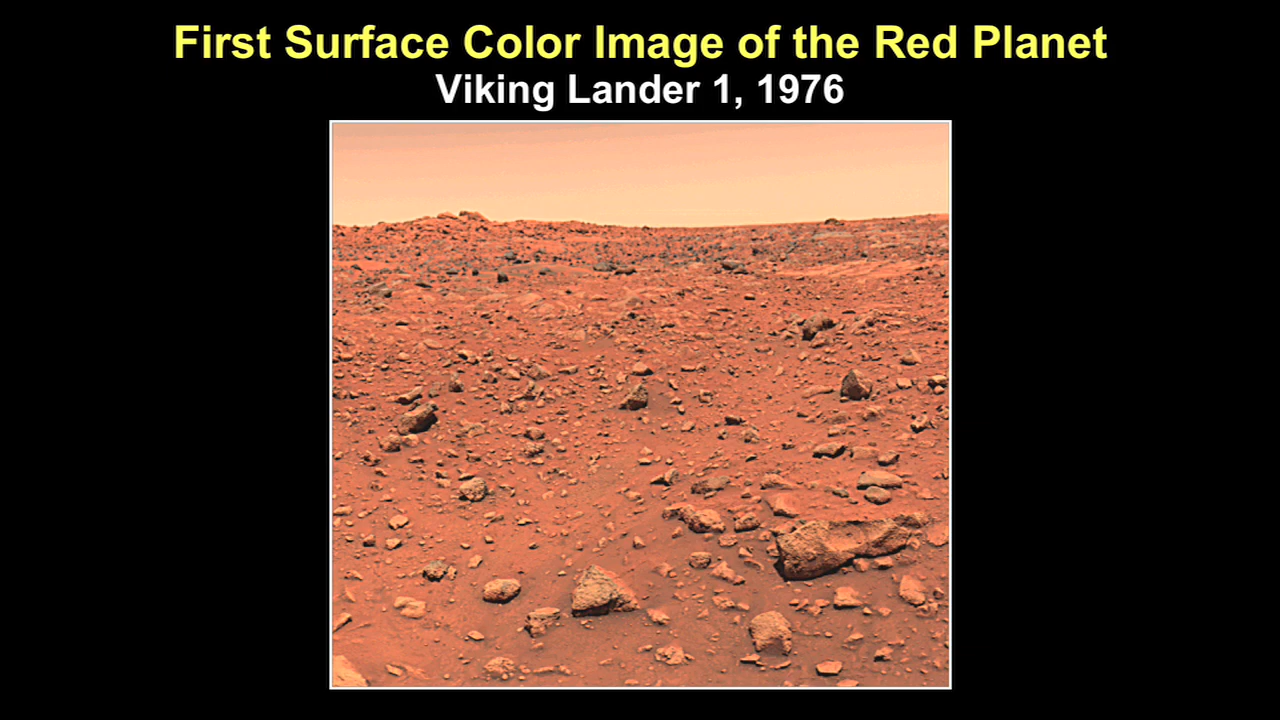 First Surface Color Image of the Red Planet
Viking Lander 1, 1976